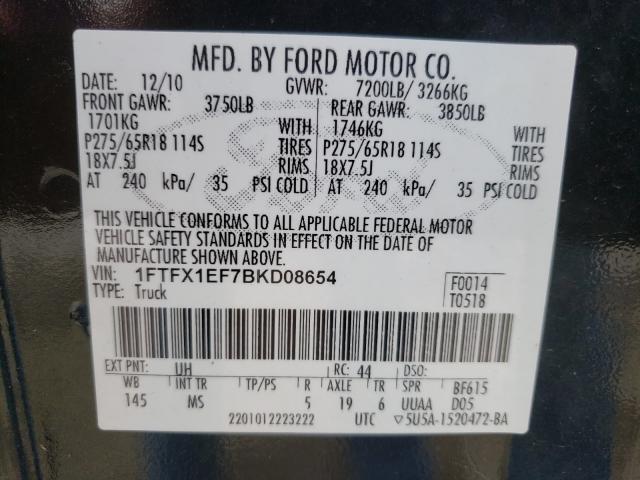 MFD. BY FORD MOTOR CO.
DATE: 12/10 GVWR: 7200LB/ 3266KG
FRONT GAWR: 3750LB REAR GAWR: 3850LB
1701KG WITH 1746KG WITH
P275/65R18 114S TIRES P275/65R18 114S TIRES
18X7.5J RIMS 18X7.5J RIMS
AT 240 kPa/ 35 PSI COLD AT 240 kPa/ 35 PSI COLD
THIS VEHICLE CONFORMS TO ALL APPLICABLE FEDERAL MOTOR
VEHICLE SAFETY STANDARDS IN EFFECT ON THE DATE OF
MANUFACTURE SHOWN ABOVE.
VIN: 1FTFX1EF7BKD08654 F0014
TYPE: Truck T0518
EXT PNT: UH RC: 44 DSO:
WB INT TR TP/PS R AXLE TR SPR BF615
145 MS 5 19 6 UUAA D05
2201012223222 UTC ▽5U5A-1520472-BA